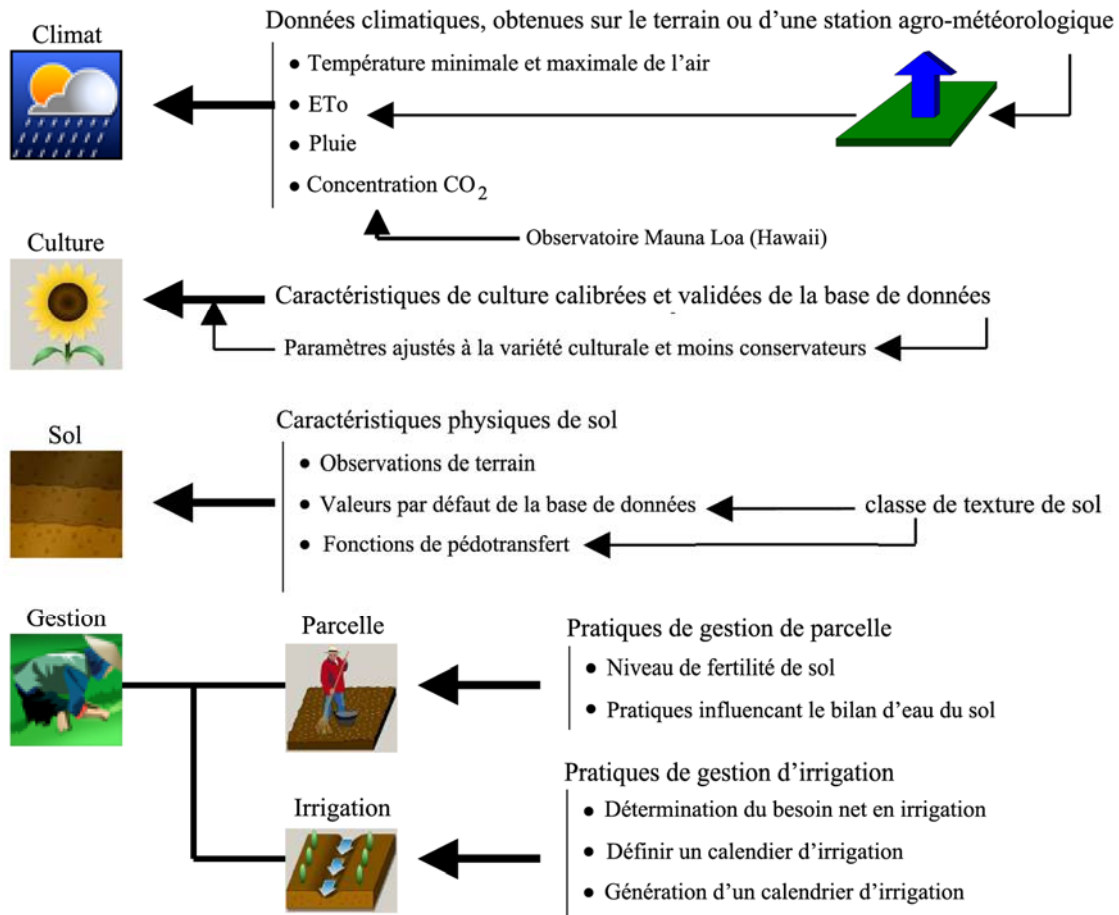 Climat
Données climatiques, obtenues sur le terrain ou d'une station agro-météorologique
• Température minimale et maximale de l'air
• ETo
• Pluie
• Concentration CO₂
Observatoire Mauna Loa (Hawaii)
Culture
Caractéristiques de culture calibrées et validées de la base de données
Paramètres ajustés à la variété culturale et moins conservateurs
Sol
Caractéristiques physiques de sol
• Observations de terrain
• Valeurs par défaut de la base de données
classe de texture de sol
• Fonctions de pédotransfert
Gestion
Parcelle
Pratiques de gestion de parcelle
• Niveau de fertilité de sol
• Pratiques influencant le bilan d'eau du sol
Irrigation
Pratiques de gestion d'irrigation
• Détermination du besoin net en irrigation
• Définir un calendier d'irrigation
• Génération d'un calendrier d'irrigation